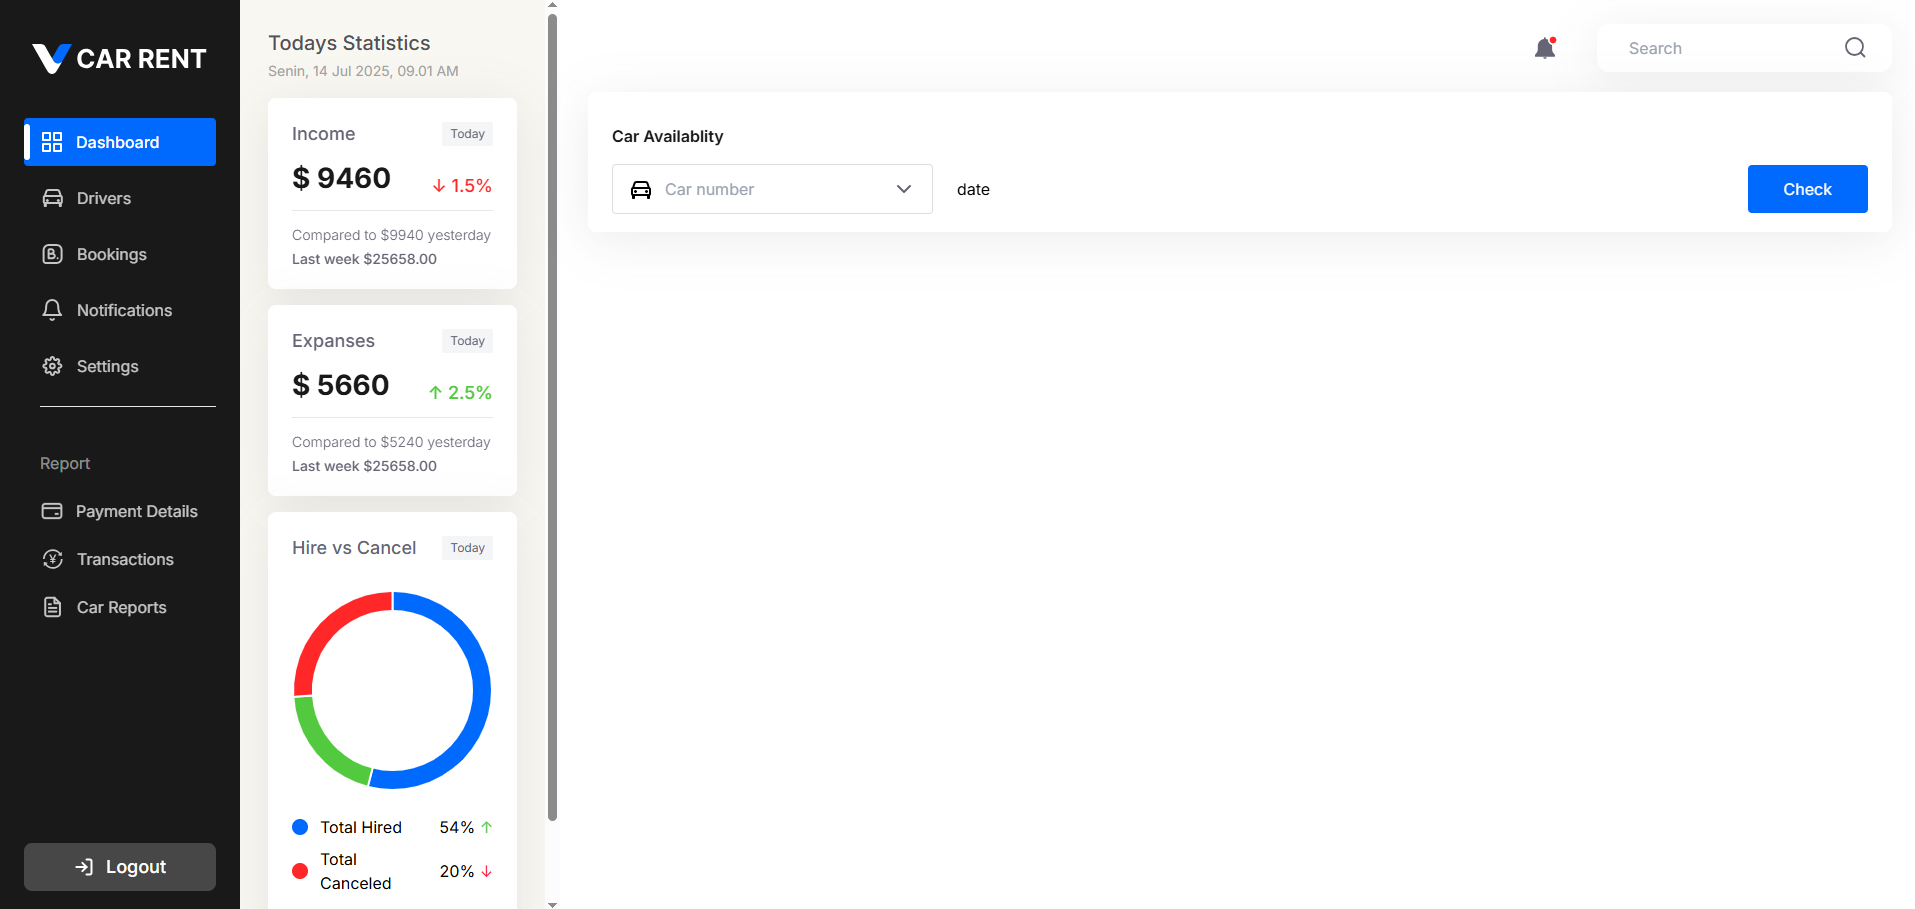 CAR RENT
Dashboard
Drivers
B. Bookings
Notifications
Settings
Report
Payment Details
¥ Transactions
Car Reports
Logout
Todays Statistics
Senin, 14 Jul 2025, 09.01 AM
Income Today
$ 9460 ↓ 1.5%
Compared to $9940 yesterday
Last week $25658.00
Expanses Today
$ 5660 ↑ 2.5%
Compared to $5240 yesterday
Last week $25658.00
Hire vs Cancel Today
Total Hired 54% ↑
Total
Canceled 20% ↓
Search
Car Availablity
Car number date Check